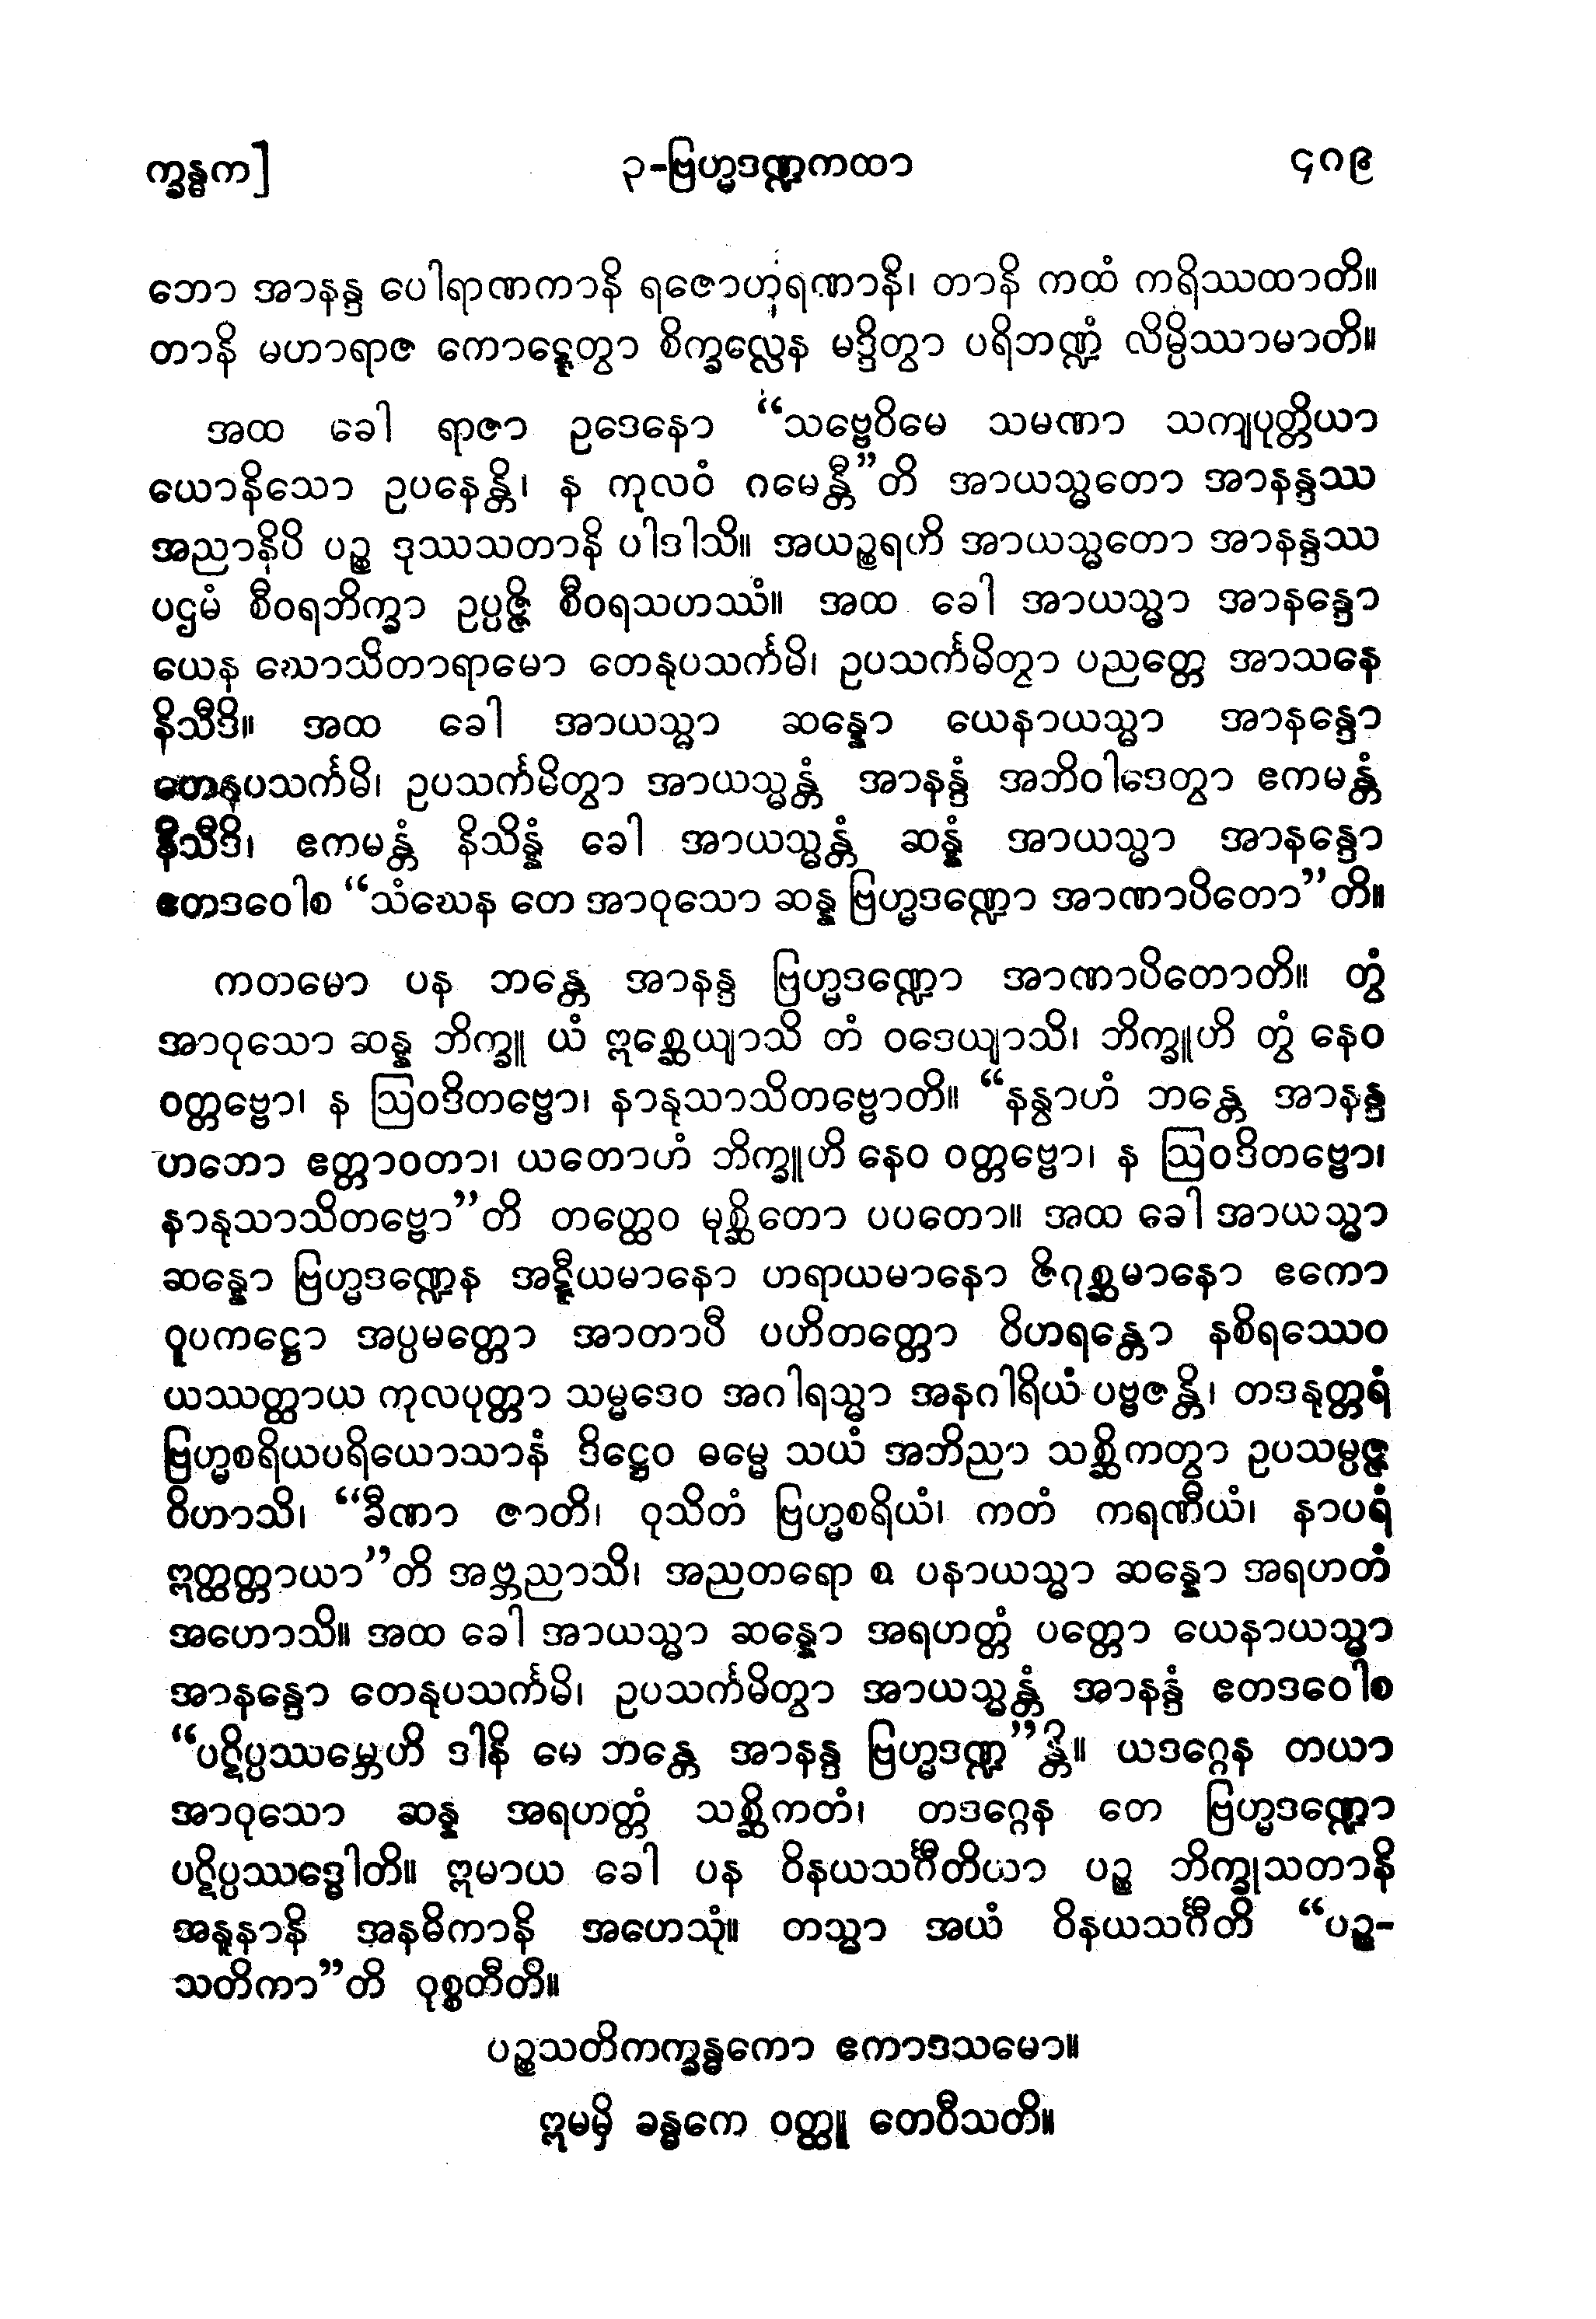 က္ခန္ဓက]
၃-ဗြဟ္မဒဏ္ဍကထာ
၄၈၉
ဘော အာနန္ဒ ပေါရာဏကာနိ ရဇောဟရဏာနိ၊ တာနိ ကထံ ကရိဿထာတိ။
တာနိ မဟာရာဇ ကောဋ္ဋေတွာ စိက္ခလ္လေန မဒ္ဒိတွာ ပရိဘဏ္ဍံ လိမ္ပိဿာမာတိ။
အထ ခေါ ရာဇာ ဥဒေနော “သဗ္ဗေဝိမေ သမဏာ သကျပုတ္တိယာ
ယောနိသော ဥပနေန္တိ၊ န ကုလဝံ ဂမေန္တီ”တိ အာယသ္မတော အာနန္ဒဿ
အညာနိပိ ပဉ္စ ဒုဿသတာနိ ပါဒါသိ။ အယဉ္စရဟိ အာယသ္မတော အာနန္ဒဿ
ပဌမံ စီဝရဘိက္ခာ ဥပ္ပဇ္ဇိ စီဝရသဟဿံ။ အထ ခေါ အာယသ္မာ အာနန္ဒော
ယေန ဃောသိတာရာမော တေနုပသင်္ကမိ၊ ဥပသင်္ကမိတွာ ပညတ္တေ အာသနေ
နိသီဒိ။ အထ ခေါ အာယသ္မာ ဆန္နော ယေနာယသ္မာ အာနန္ဒော
တေနုပသင်္ကမိ၊ ဥပသင်္ကမိတွာ အာယသ္မန္တံ အာနန္ဒံ အဘိဝါဒေတွာ ဧကမန္တံ
နိသီဒိ၊ ဧကမန္တံ နိသိန္နံ ခေါ အာယသ္မန္တံ ဆန္နံ အာယသ္မာ အာနန္ဒော
ဧတဒဝေါစ “သံဃေန တေ အာဝုသော ဆန္န ဗြဟ္မဒဏ္ဍော အာဏာပိတော”တိ။
ကတမော ပန ဘန္တေ အာနန္ဒ ဗြဟ္မဒဏ္ဍော အာဏာပိတောတိ။ တွံ
အာဝုသော ဆန္န ဘိက္ခူ ယံ ဣစ္ဆေယျာသိ တံ ဝဒေယျာသိ၊ ဘိက္ခူဟိ တွံ နေဝ
ဝတ္တဗ္ဗော၊ န ဩဝဒိတဗ္ဗော၊ နာနုသာသိတဗ္ဗောတိ။ “နန္ဝာဟံ ဘန္တေ အာနန္ဒ
ဟတော ဧတ္တာဝတာ၊ ယတောဟံ ဘိက္ခူဟိ နေဝ ဝတ္တဗ္ဗော၊ န ဩဝဒိတဗ္ဗော၊
နာနုသာသိတဗ္ဗော”တိ တတ္ထေဝ မုစ္ဆိတော ပပတော။ အထ ခေါ အာယသ္မာ
ဆန္နော ဗြဟ္မဒဏ္ဍေန အဋ္ဋီယမာနော ဟရာယမာနော ဇိဂုစ္ဆမာနော ဧကော
ဝူပကဋ္ဌော အပ္ပမတ္တော အာတာပီ ပဟိတတ္တော ဝိဟရန္တော နစိရဿေဝ
ယဿတ္ထာယ ကုလပုတ္တာ သမ္မဒေဝ အဂါရသ္မာ အနဂါရိယံ ပဗ္ဗဇန္တိ၊ တဒနုတ္တရံ
ဗြဟ္မစရိယပရိယောသာနံ ဒိဋ္ဌေဝ ဓမ္မေ သယံ အဘိညာ သစ္ဆိကတွာ ဥပသမ္ပဇ္ဇ
ဝိဟာသိ၊ “ခီဏာ ဇာတိ၊ ဝုသိတံ ဗြဟ္မစရိယံ၊ ကတံ ကရဏီယံ၊ နာပရံ
ဣတ္ထတ္တာယာ”တိ အဗ္ဘညာသိ၊ အညတရော စ ပနာယသ္မာ ဆန္နော အရဟတံ
အဟောသိ။ အထ ခေါ အာယသ္မာ ဆန္နော အရဟတ္တံ ပတ္တော ယေနာယသ္မာ
အာနန္ဒော တေနုပသင်္ကမိ၊ ဥပသင်္ကမိတွာ အာယသ္မန္တံ အာနန္ဒံ ဧတဒဝေါစ
“ပဋိပ္ပဿမ္ဘေဟိ ဒါနိ မေ ဘန္တေ အာနန္ဒ ဗြဟ္မဒဏ္ဍ”န္တိ။ ယဒဂ္ဂေန တယာ
အာဝုသော ဆန္န အရဟတ္တံ သစ္ဆိကတံ၊ တဒဂ္ဂေန တေ ဗြဟ္မဒဏ္ဍော
ပဋိပ္ပဿဒ္ဓေါတိ။ ဣမာယ ခေါ ပန ဝိနယသင်္ဂီတိယာ ပဉ္စ ဘိက္ခုသတာနိ
အနူနာနိ အနဓိကာနိ အဟေသုံ။ တသ္မာ အယံ ဝိနယသင်္ဂီတိ “ပဉ္စ-
သတိကာ”တိ ဝုစ္စတီတိ။
ပဉ္စသတိကက္ခန္ဓကော ဧကာဒသမော။
ဣမမှိ ခန္ဓကေ ဝတ္ထူ တေဝီသတိ။